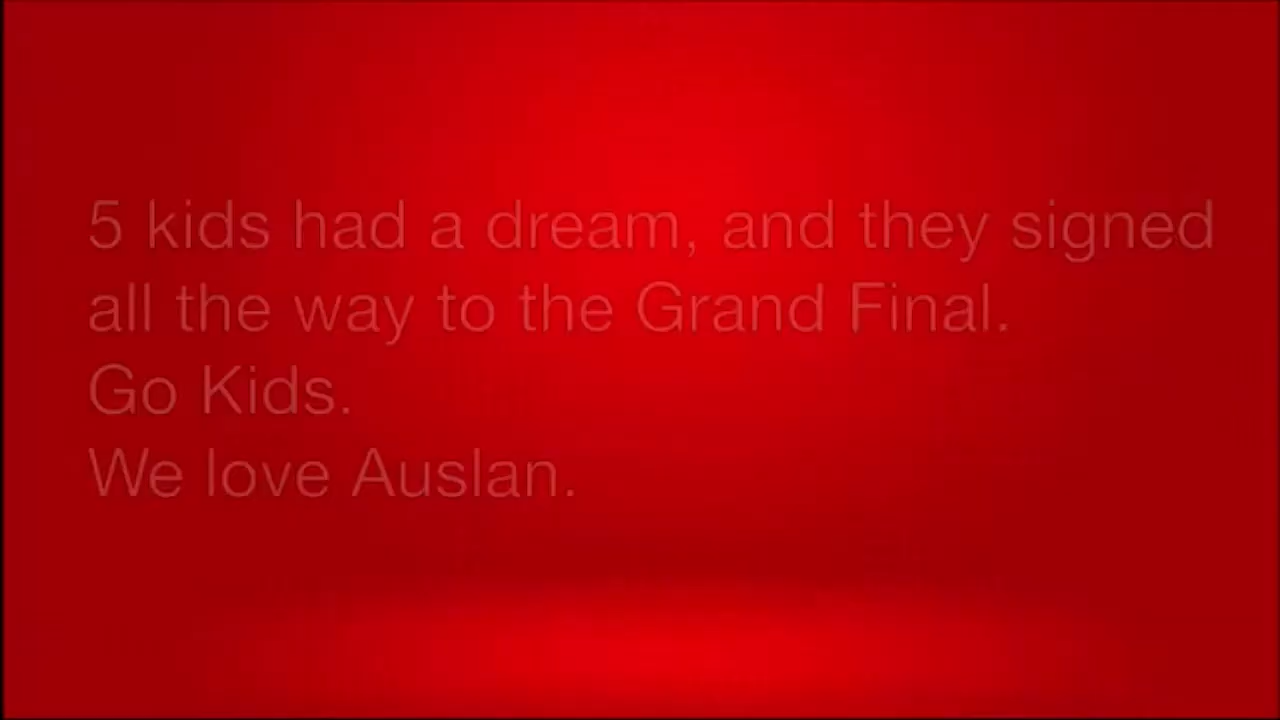 5 kids had a dream, and they signed
all the way to the Grand Final.
Go Kids.
We love Auslan.